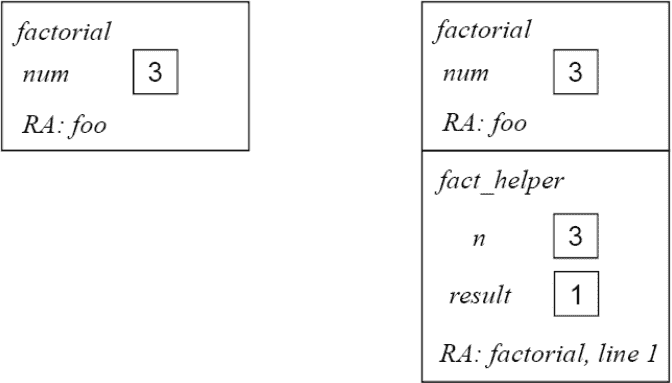 factorial
num 3
RA: foo
factorial
num 3
RA: foo
fact_helper
n 3
result 1
RA: factorial, line 1